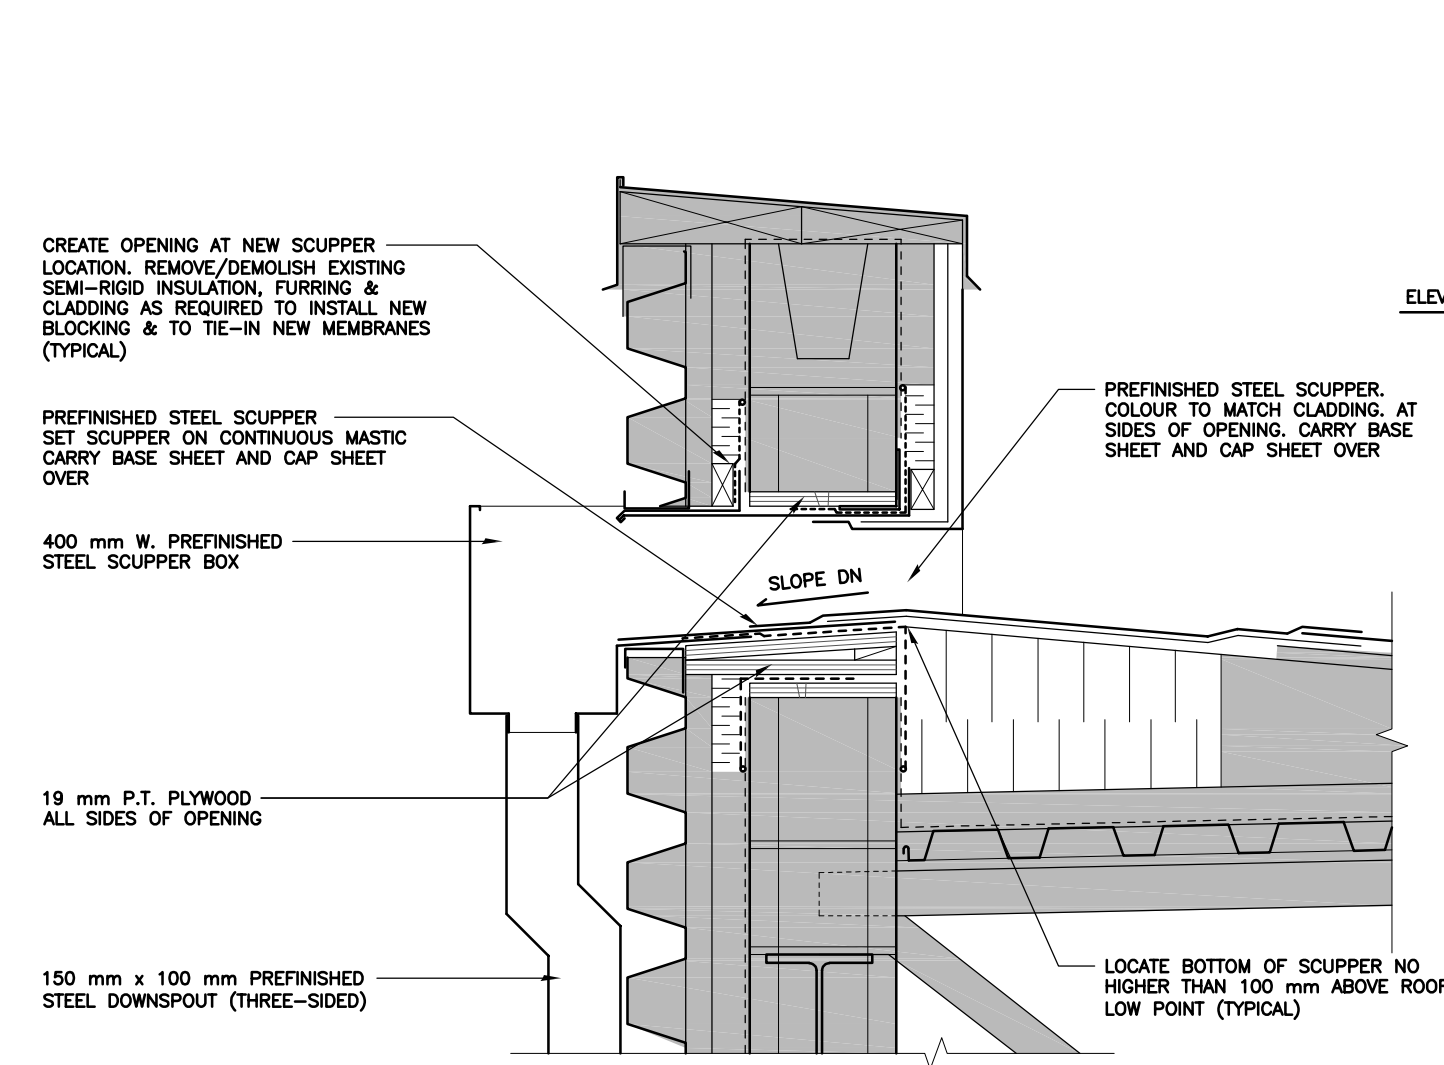 CREATE OPENING AT NEW SCUPPER
LOCATION. REMOVE/DEMOLISH EXISTING
SEMI-RIGID INSULATION, FURRING &
CLADDING AS REQUIRED TO INSTALL NEW
BLOCKING & TO TIE-IN NEW MEMBRANES
(TYPICAL)
PREFINISHED STEEL SCUPPER
SET SCUPPER ON CONTINUOUS MASTIC
CARRY BASE SHEET AND CAP SHEET
OVER
400 mm W. PREFINISHED
STEEL SCUPPER BOX
19 mm P.T. PLYWOOD
ALL SIDES OF OPENING
150 mm x 100 mm PREFINISHED
STEEL DOWNSPOUT (THREE-SIDED)
SLOPE DN
ELEV
PREFINISHED STEEL SCUPPER.
COLOUR TO MATCH CLADDING. AT
SIDES OF OPENING. CARRY BASE
SHEET AND CAP SHEET OVER
LOCATE BOTTOM OF SCUPPER NO
HIGHER THAN 100 mm ABOVE ROOF
LOW POINT (TYPICAL)